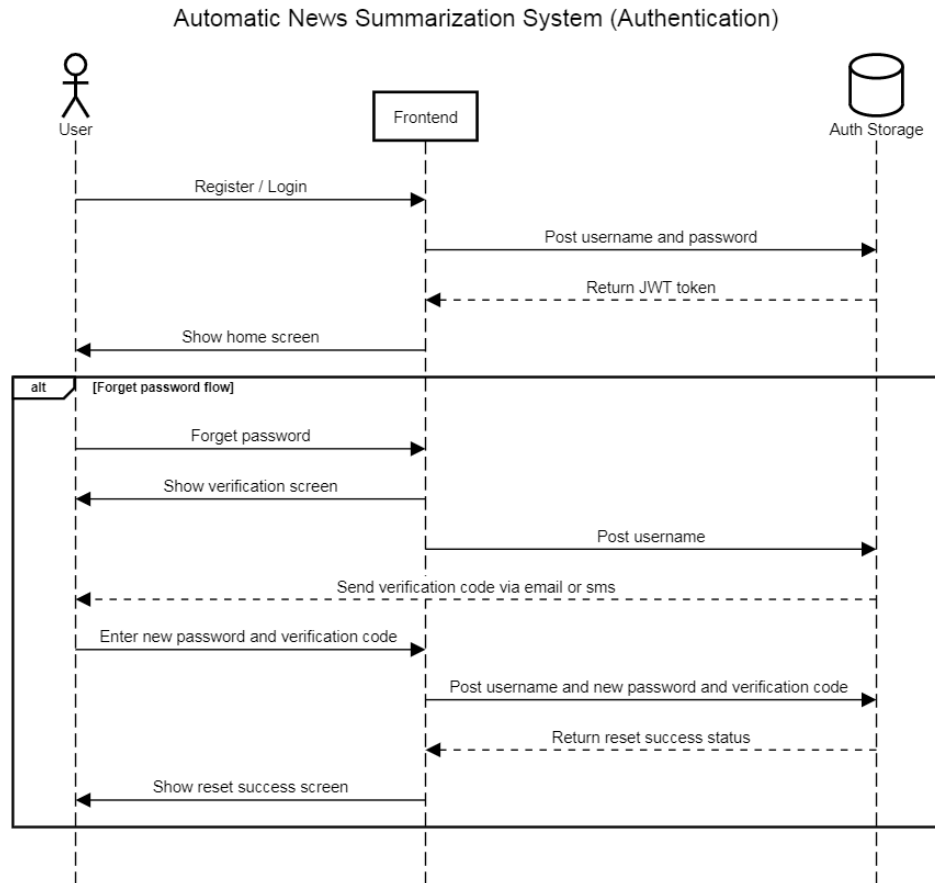 Automatic News Summarization System (Authentication)
User
Frontend
Auth Storage
Register / Login
Post username and password
Return JWT token
Show home screen
alt
[Forget password flow]
Forget password
Show verification screen
Post username
Send verification code via email or sms
Enter new password and verification code
Post username and new password and verification code
Return reset success status
Show reset success screen